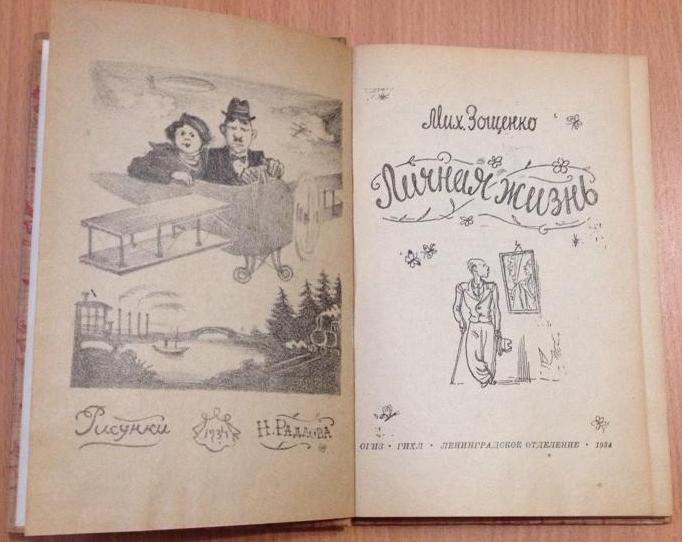 Рисунки 1934 Н. Радлова
Мих. Зощенко
Личная жизнь
ОГИЗ • ГИХЛ • ЛЕНИНГРАДСКОЕ ОТДЕЛЕНИЕ • 1934